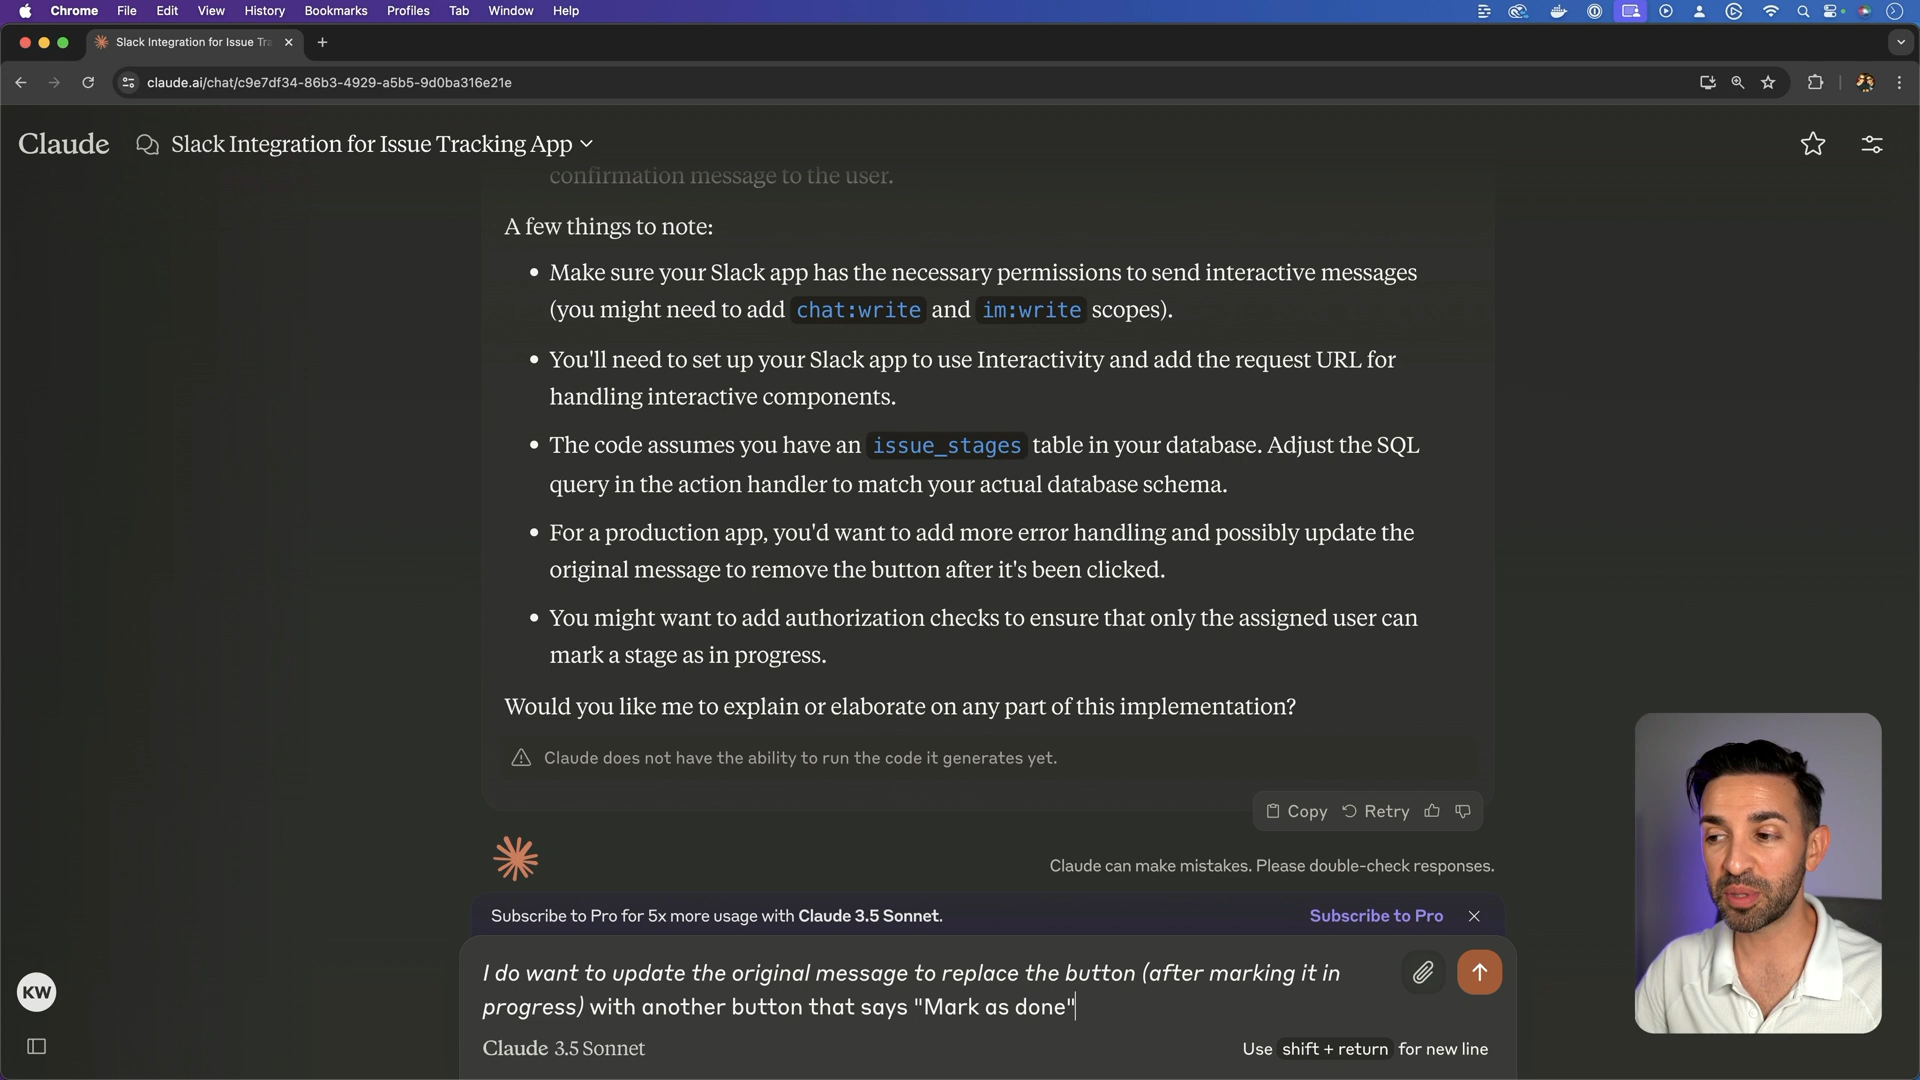 Chrome File Edit View History Bookmarks Profiles Tab Window Help
Slack Integration for Issue Tra
claude.ai/chat/c9e7df34-86b3-4929-a5b5-9d0ba316e21e
Claude Slack Integration for Issue Tracking App
confirmation message to the user.
A few things to note:
• Make sure your Slack app has the necessary permissions to send interactive messages
(you might need to add chat:write and im:write scopes).
• You'll need to set up your Slack app to use Interactivity and add the request URL for
handling interactive components.
• The code assumes you have an issue_stages table in your database. Adjust the SQL
query in the action handler to match your actual database schema.
• For a production app, you'd want to add more error handling and possibly update the
original message to remove the button after it's been clicked.
• You might want to add authorization checks to ensure that only the assigned user can
mark a stage as in progress.
Would you like me to explain or elaborate on any part of this implementation?
Claude does not have the ability to run the code it generates yet.
Copy Retry
Claude can make mistakes. Please double-check responses.
Subscribe to Pro for 5x more usage with Claude 3.5 Sonnet. Subscribe to Pro
I do want to update the original message to replace the button (after marking it in
progress) with another button that says "Mark as done"
KW
Claude 3.5 Sonnet Use shift + return for new line